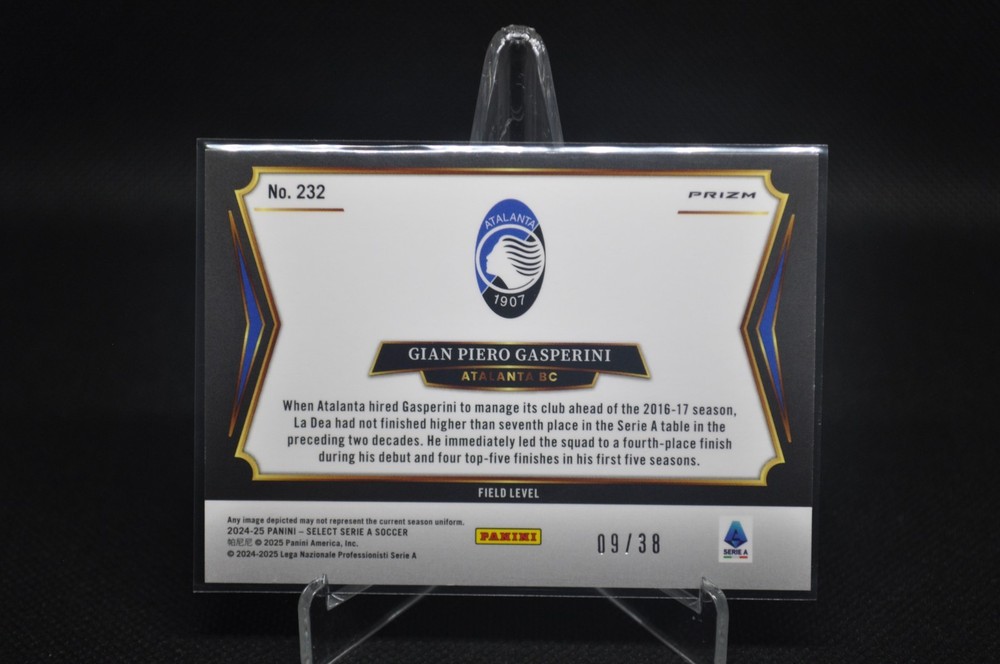 No. 232
PRIZM
ATALANTA
1907
GIAN PIERO GASPERINI
ATALANTA BC
When Atalanta hired Gasperini to manage its club ahead of the 2016-17 season,
La Dea had not finished higher than seventh place in the Serie A table in the
preceding two decades. He immediately led the squad to a fourth-place finish
during his debut and four top-five finishes in his first five seasons.
FIELD LEVEL
Any image depicted may not represent the current season uniform.
2024-25 PANINI – SELECT SERIE A SOCCER
帕尼尼 © 2025 Panini America, Inc.
© 2024-2025 Lega Nazionale Professionisti Serie A
PANINI
09/38
SERIE A